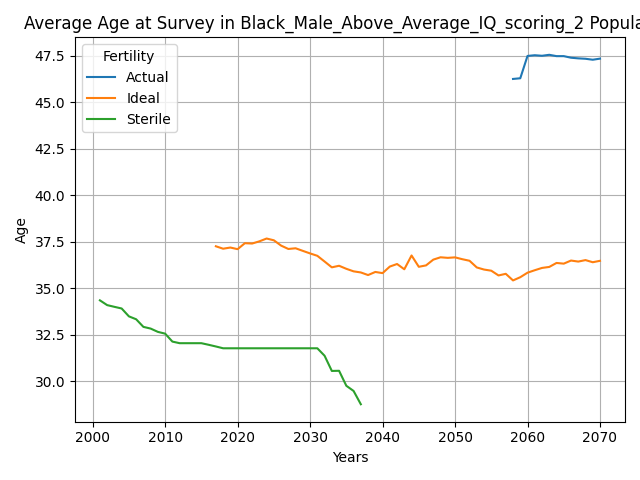 Average Age at Survey in Black_Male_Above_Average_IQ_scoring_2 Popula
Fertility
Actual
Ideal
Sterile
47.5
45.0
42.5
40.0
37.5
35.0
32.5
30.0
Age
2000 2010 2020 2030 2040 2050 2060 2070
Years